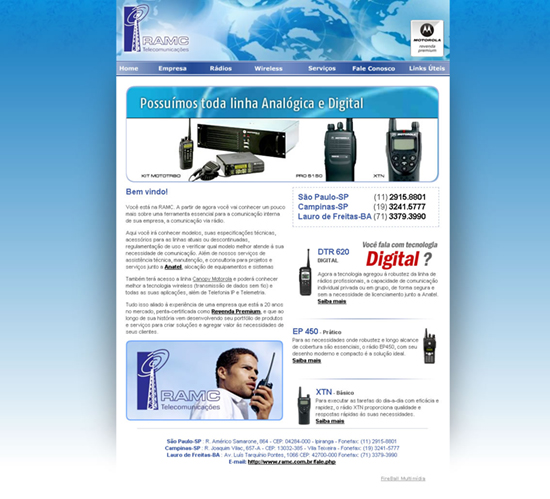 RAMC
Telecomunicações
MOTOROLA
revenda
premium
Home Empresa Rádios Wireless Serviços Fale Conosco Links Úteis
Possuímos toda linha Analógica e Digital
KIT MOTOTRBO PRO 5150 XTN
Bem vindo!
Você está na RAMC. A partir de agora você vai conhecer um pouco
mais sobre uma ferramenta essencial para a comunicação interna
de sua empresa, a comunicação via rádio.
Aqui você irá conhecer modelos, suas especificações técnicas,
acessórios para as linhas atuais ou descontinuadas,
regulamentação de uso e verificar qual modelo melhor atende à sua
necessidade de comunicação. Além de nossos serviços de
assistência técnica, manutenção, e consultoria para projetos e
serviços junto a Anatel, alocação de equipamentos e sistemas
Também terá acesso a linha Canopy Motorola e poderá conhecer
melhor a tecnologia wireless (transmissão de dados sem fio) e
todas as suas aplicações, além de Telefonia IP e Telemetria.
Tudo isso aliado à experiência de uma empresa que está a 20 anos
no mercado, penta-certificada como Revenda Premium, e que ao
longo de sua história vem desenvolvendo seu portfólio de produtos
e serviços para criar soluções e agregar valor às necessidades de
seus clientes.
São Paulo-SP (11) 2915.8801
Campinas-SP (19) 3241.5777
Lauro de Freitas-BA (71) 3379.3990
DTR 620
DIGITAL
Você fala com tecnologia
Digital ?
Agora a tecnologia agregou à robustez da linha de
rádios profissionais, a capacidade de comunicação
individual privada ou em grupo, de forma segura e
sem a necessidade de licenciamento junto a Anatel.
Saiba mais
EP 450 - Prático
Para as necessidades onde robustez e longo alcance
de cobertura são essenciais, o rádio EP450, com seu
desenho moderno e compacto é a solução ideal.
Saiba mais
XTN - Básico
Para executar as tarefas do dia-a-dia com eficácia e
rapidez, o rádio XTN proporciona qualidade e
respostas rápidas às suas necessidades.
Saiba mais
RAMC
Telecomunicações
São Paulo-SP : R. Américo Samarone, 664 - CEP: 04284-000 - Ipiranga - Fonefax: (11) 2915-8801
Campinas-SP : R. Joaquim Vilac, 657-A - CEP: 13032-385 - Vila Teixeira - Fonefax: (19) 3241-5777
Lauro de Freitas-BA : Av. Luís Tarquínio Pontes, 1066 CEP: 42700-000 Fonefax: (71) 3379-3990
E-mail: http://www.ramc.com.br/fale.php